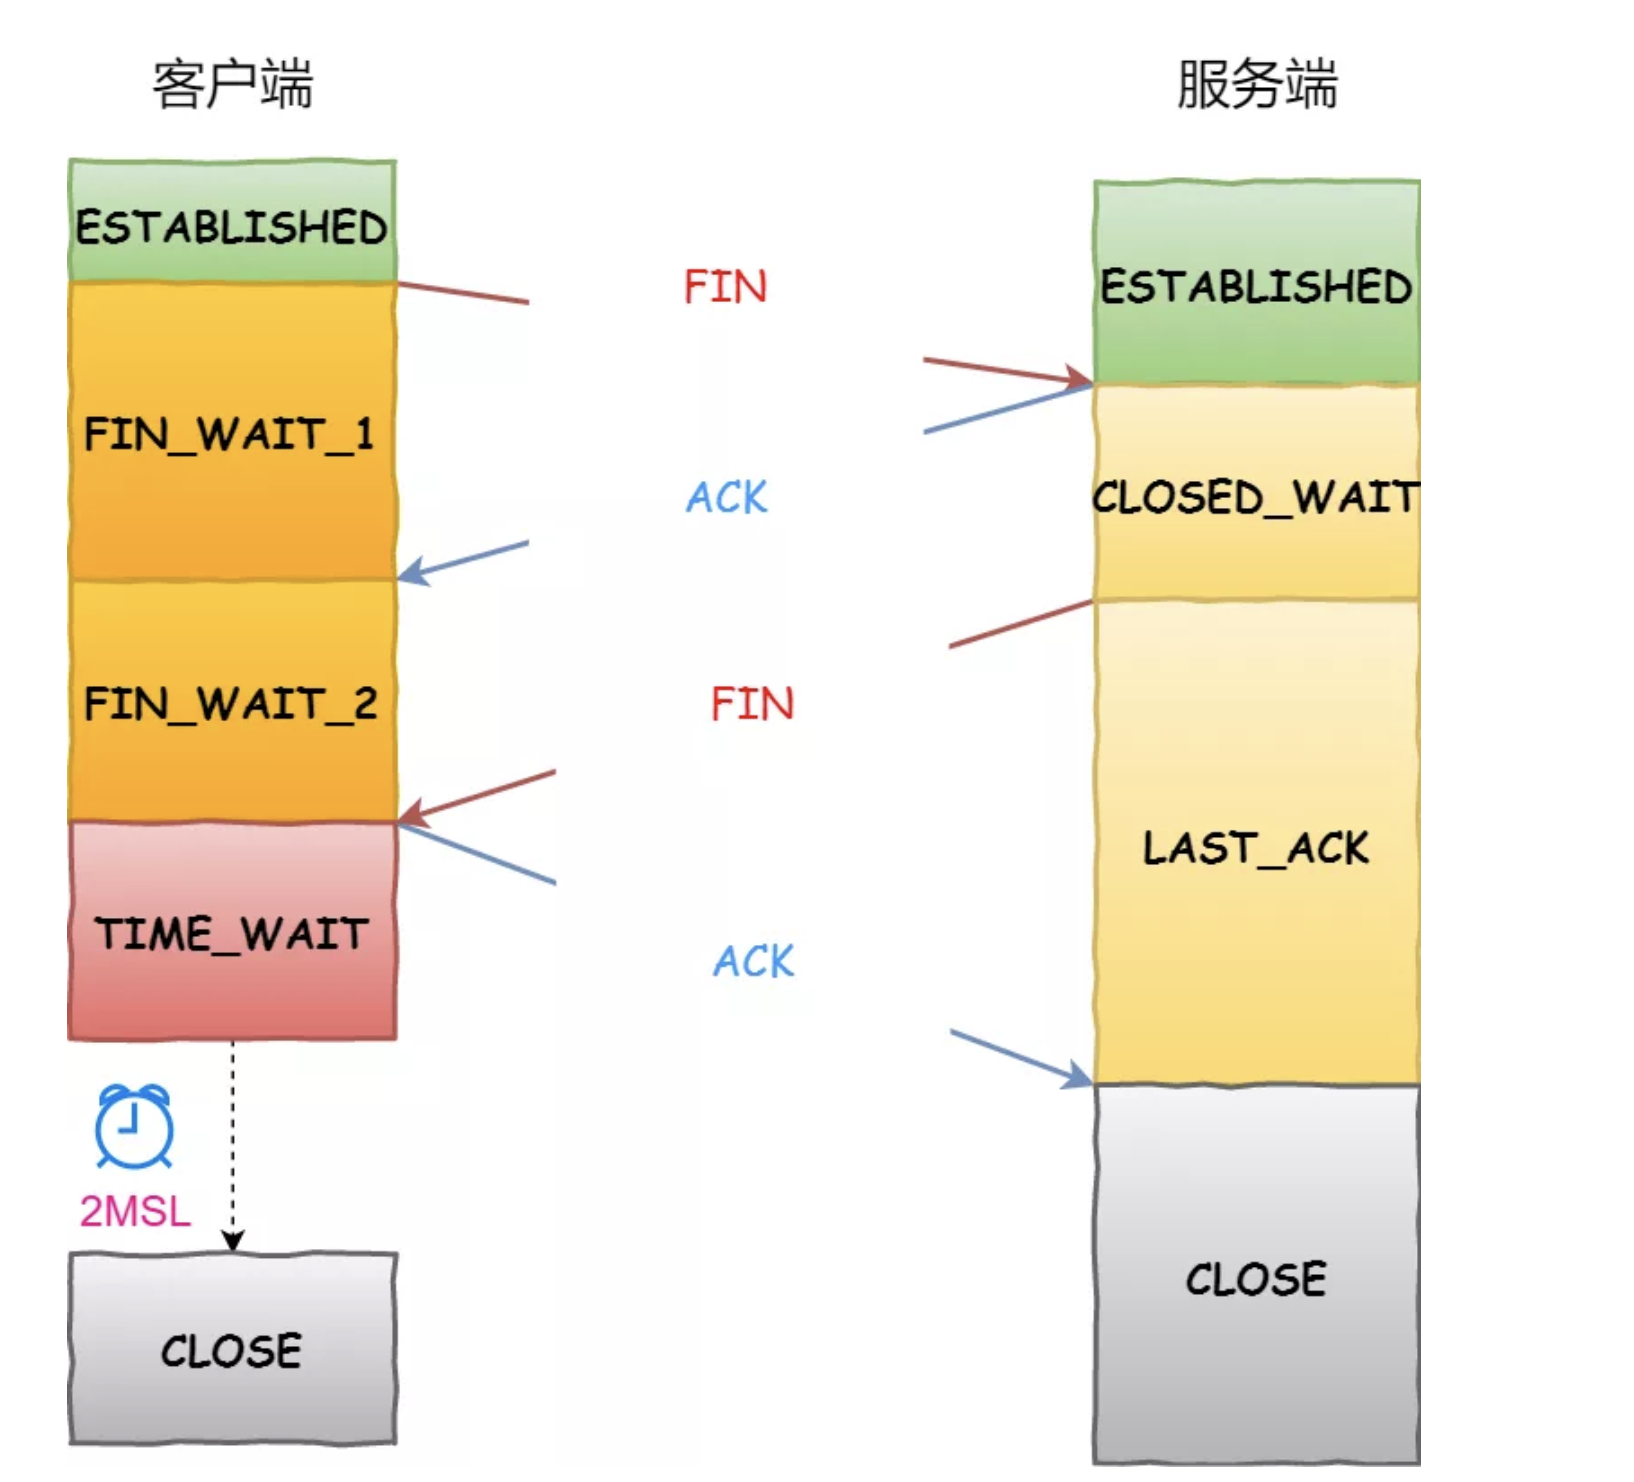 客户端
服务端
ESTABLISHED
FIN
ESTABLISHED
FIN_WAIT_1
ACK
CLOSED_WAIT
FIN_WAIT_2
FIN
LAST_ACK
TIME_WAIT
ACK
2MSL
CLOSE
CLOSE